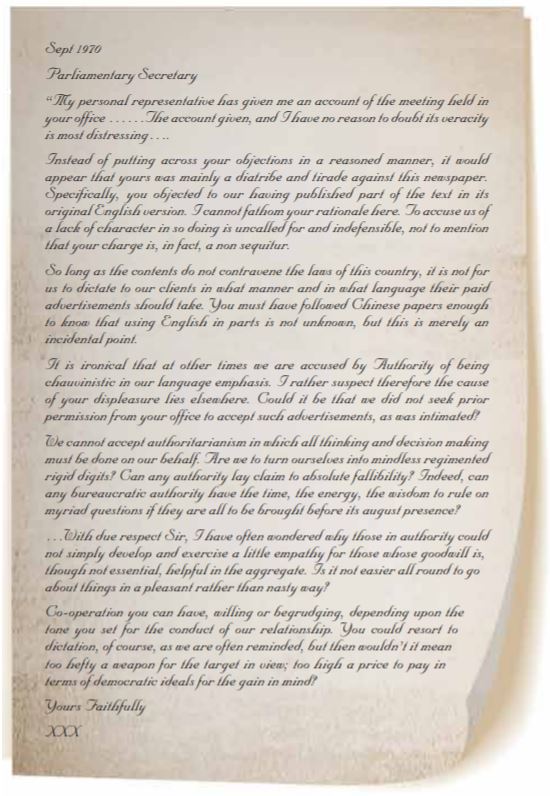 Sept 1970
Parliamentary Secretary
“My personal representative has given me an account of the meeting held in
your office ......The account given, and I have no reason to doubt its veracity
is most distressing....
Instead of putting across your objections in a reasoned manner, it would
appear that yours was mainly a diatribe and tirade against this newspaper.
Specifically, you objected to our having published part of the text in its
original English version. I cannot fathom your rationale here. To accuse us of
a lack of character in so doing is uncalled for and indefensible, not to mention
that your charge is, in fact, a non sequitur.
So long as the contents do not contravene the laws of this country, it is not for
us to dictate to our clients in what manner and in what language their paid
advertisements should take. You must have followed Chinese papers enough
to know that using English in parts is not unknown, but this is merely an
incidental point.
It is ironical that at other times we are accused by Authority of being
chauvinistic in our language emphasis. I rather suspect therefore the cause
of your displeasure lies elsewhere. Could it be that we did not seek prior
permission from your office to accept such advertisements, as was intimated?
We cannot accept authoritarianism in which all thinking and decision making
must be done on our behalf. Are we to turn ourselves into mindless regimented
rigid digits? Can any authority lay claim to absolute fallibility? Indeed, can
any bureaucratic authority have the time, the energy, the wisdom to rule on
myriad questions if they are all to be brought before its august presence?
...With due respect Sir, I have often wondered why those in authority could
not simply develop and exercise a little empathy for those whose goodwill is,
though not essential, helpful in the aggregate. Is it not easier all round to go
about things in a pleasant rather than nasty way?
Co-operation you can have, willing or begrudging, depending upon the
tone you set for the conduct of our relationship. You could resort to
dictation, of course, as we are often reminded, but then wouldn't it mean
too hefty a weapon for the target in view; too high a price to pay in
terms of democratic ideals for the gain in mind?
Yours Faithfully
XXX